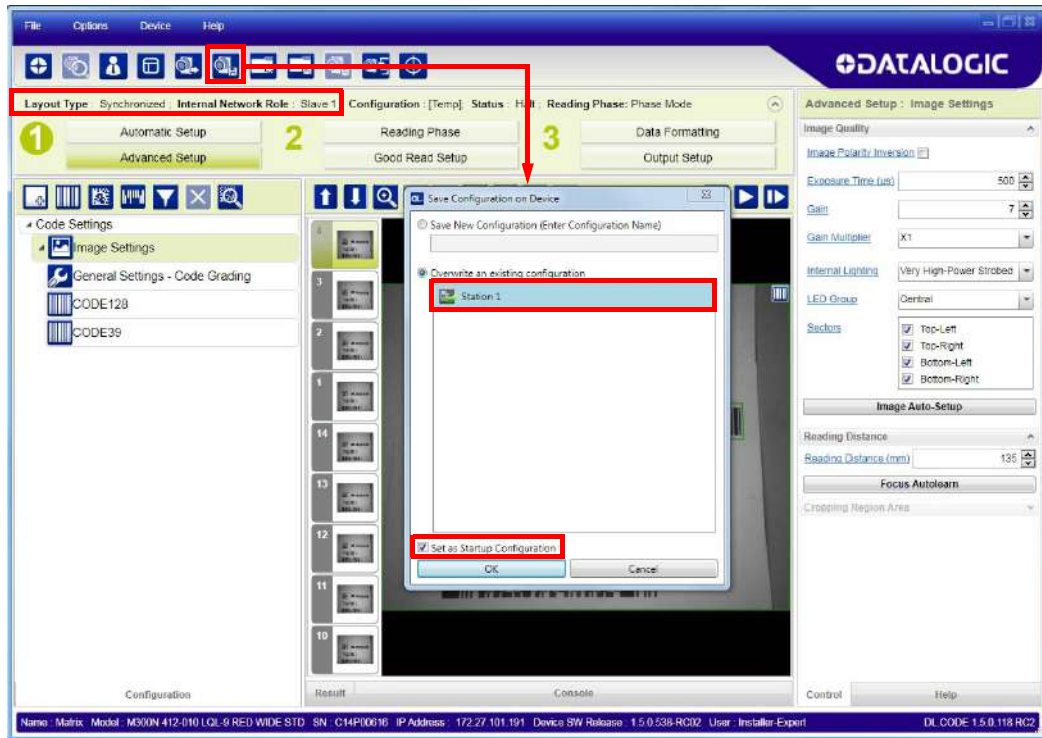 File Options Device Help
DATALOGIC
Layout Type : Synchronized ; Internal Network Role : Slave 1 Configuration : [Temp]; Status : Halt ; Reading Phase: Phase Mode
1 Automatic Setup
Advanced Setup
2 Reading Phase
Good Read Setup
3 Data Formatting
Output Setup
Code Settings
Image Settings
General Settings - Code Grading
CODE128
CODE39
Configuration
3
2
1
14
13
12
11
10
Save Configuration on Device
Save New Configuration (Enter Configuration Name)
Overwrite an existing configuration
Station 1
Set as Startup Configuration
OK Cancel
Result Console
Advanced Setup : Image Settings
Image Quality
Image Polarity Inversion
Exposure Time (us) 500
Gain 7
Gain Multiplier X1
Internal Lighting Very High-Power Strobed
LED Group Central
Sectors Top-Left
Top-Right
Bottom-Left
Bottom-Right
Image Auto-Setup
Reading Distance
Reading Distance (mm) 135
Focus Autolearn
Cropping Region Area
Control Help
Name : Matrix Model : M300N 412-010 LQL-9 RED WIDE STD SN : C14P00616 IP Address : 172.27.101.191 Device SW Release : 1.5.0.538-RC02 User : Installer-Expert DL.CODE 1.5.0.118 RC2